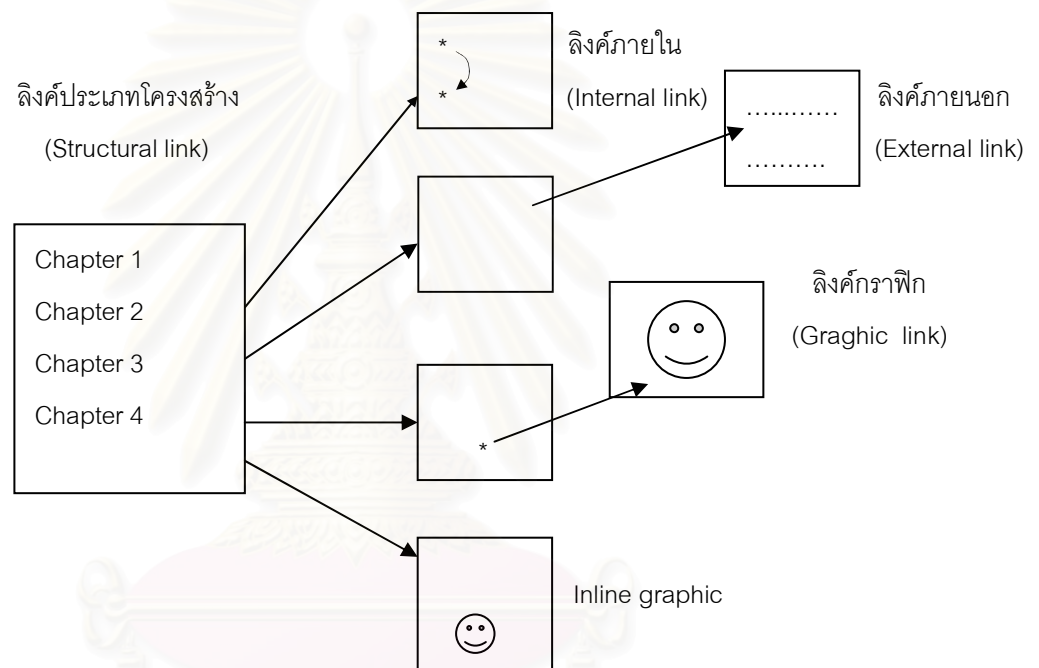 ลิงค์ประเภทโครงสร้าง
(Structural link)
Chapter 1
Chapter 2
Chapter 3
Chapter 4
*
*
ลิงค์ภายใน
(Internal link)
…...……
……….
ลิงค์ภายนอก
(External link)
*
ลิงค์กราฟิก
(Graghic link)
Inline graphic